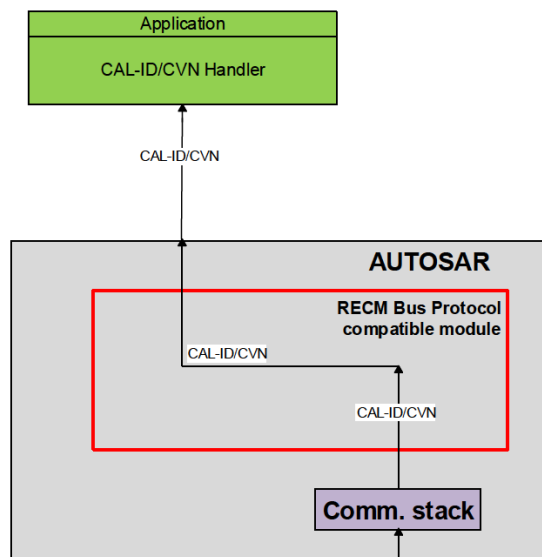 Application
CAL-ID/CVN Handler
CAL-ID/CVN
AUTOSAR
RECM Bus Protocol
compatible module
CAL-ID/CVN
CAL-ID/CVN
Comm. stack